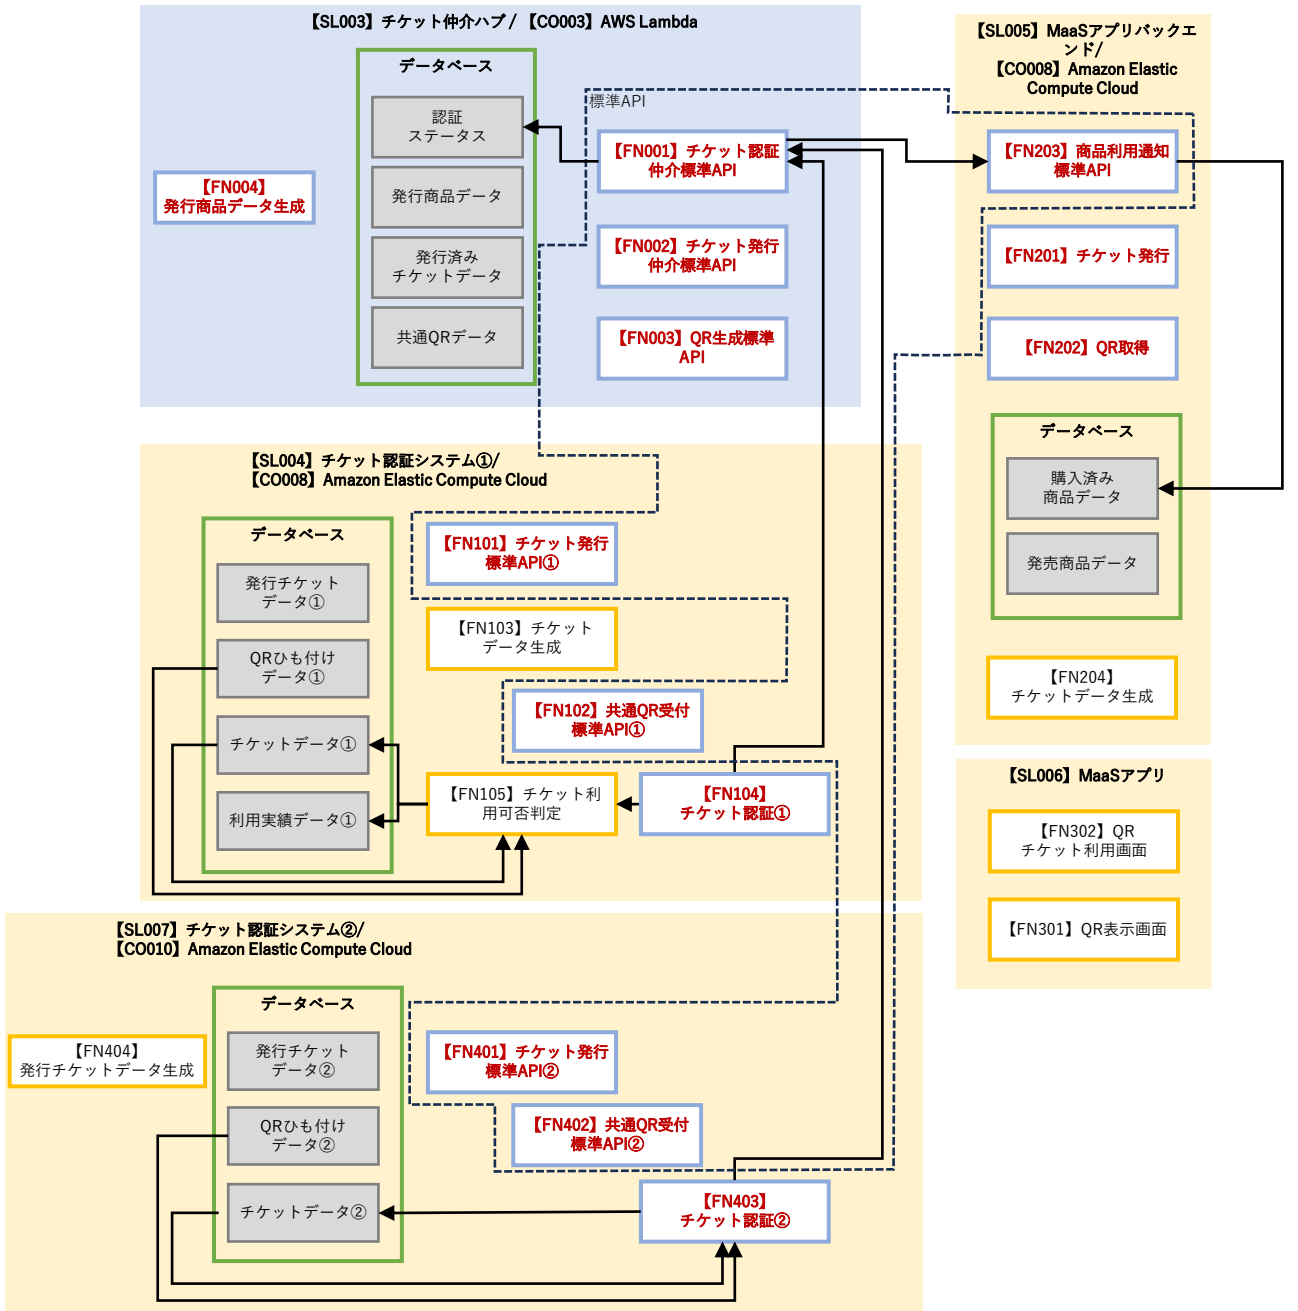 【SL003】チケット仲介ハブ / 【CO003】AWS Lambda
データベース
認証
ステータス
発行商品データ
発行済み
チケットデータ
共通QRデータ
【FN004】
発行商品データ生成
標準API
【FN001】チケット認証
仲介標準API
【FN002】チケット発行
仲介標準API
【FN003】QR生成標準
API
【SL005】MaaSアプリバックエ
ンド/
【CO008】Amazon Elastic
Compute Cloud
【FN203】商品利用通知
標準API
【FN201】チケット発行
【FN202】QR取得
データベース
購入済み
商品データ
発売商品データ
【FN204】
チケットデータ生成
【SL004】チケット認証システム①/
【CO008】Amazon Elastic Compute Cloud
データベース
発行チケット
データ①
QRひも付け
データ①
チケットデータ①
利用実績データ①
【FN101】チケット発行
標準API①
【FN103】チケット
データ生成
【FN102】共通QR受付
標準API①
【FN105】チケット利
用可否判定
【FN104】
チケット認証①
【SL006】MaaSアプリ
【FN302】QR
チケット利用画面
【FN301】QR表示画面
【SL007】チケット認証システム②/
【CO010】Amazon Elastic Compute Cloud
データベース
発行チケット
データ②
QRひも付け
データ②
チケットデータ②
【FN404】
発行チケットデータ生成
【FN401】チケット発行
標準API②
【FN402】共通QR受付
標準API②
【FN403】
チケット認証②